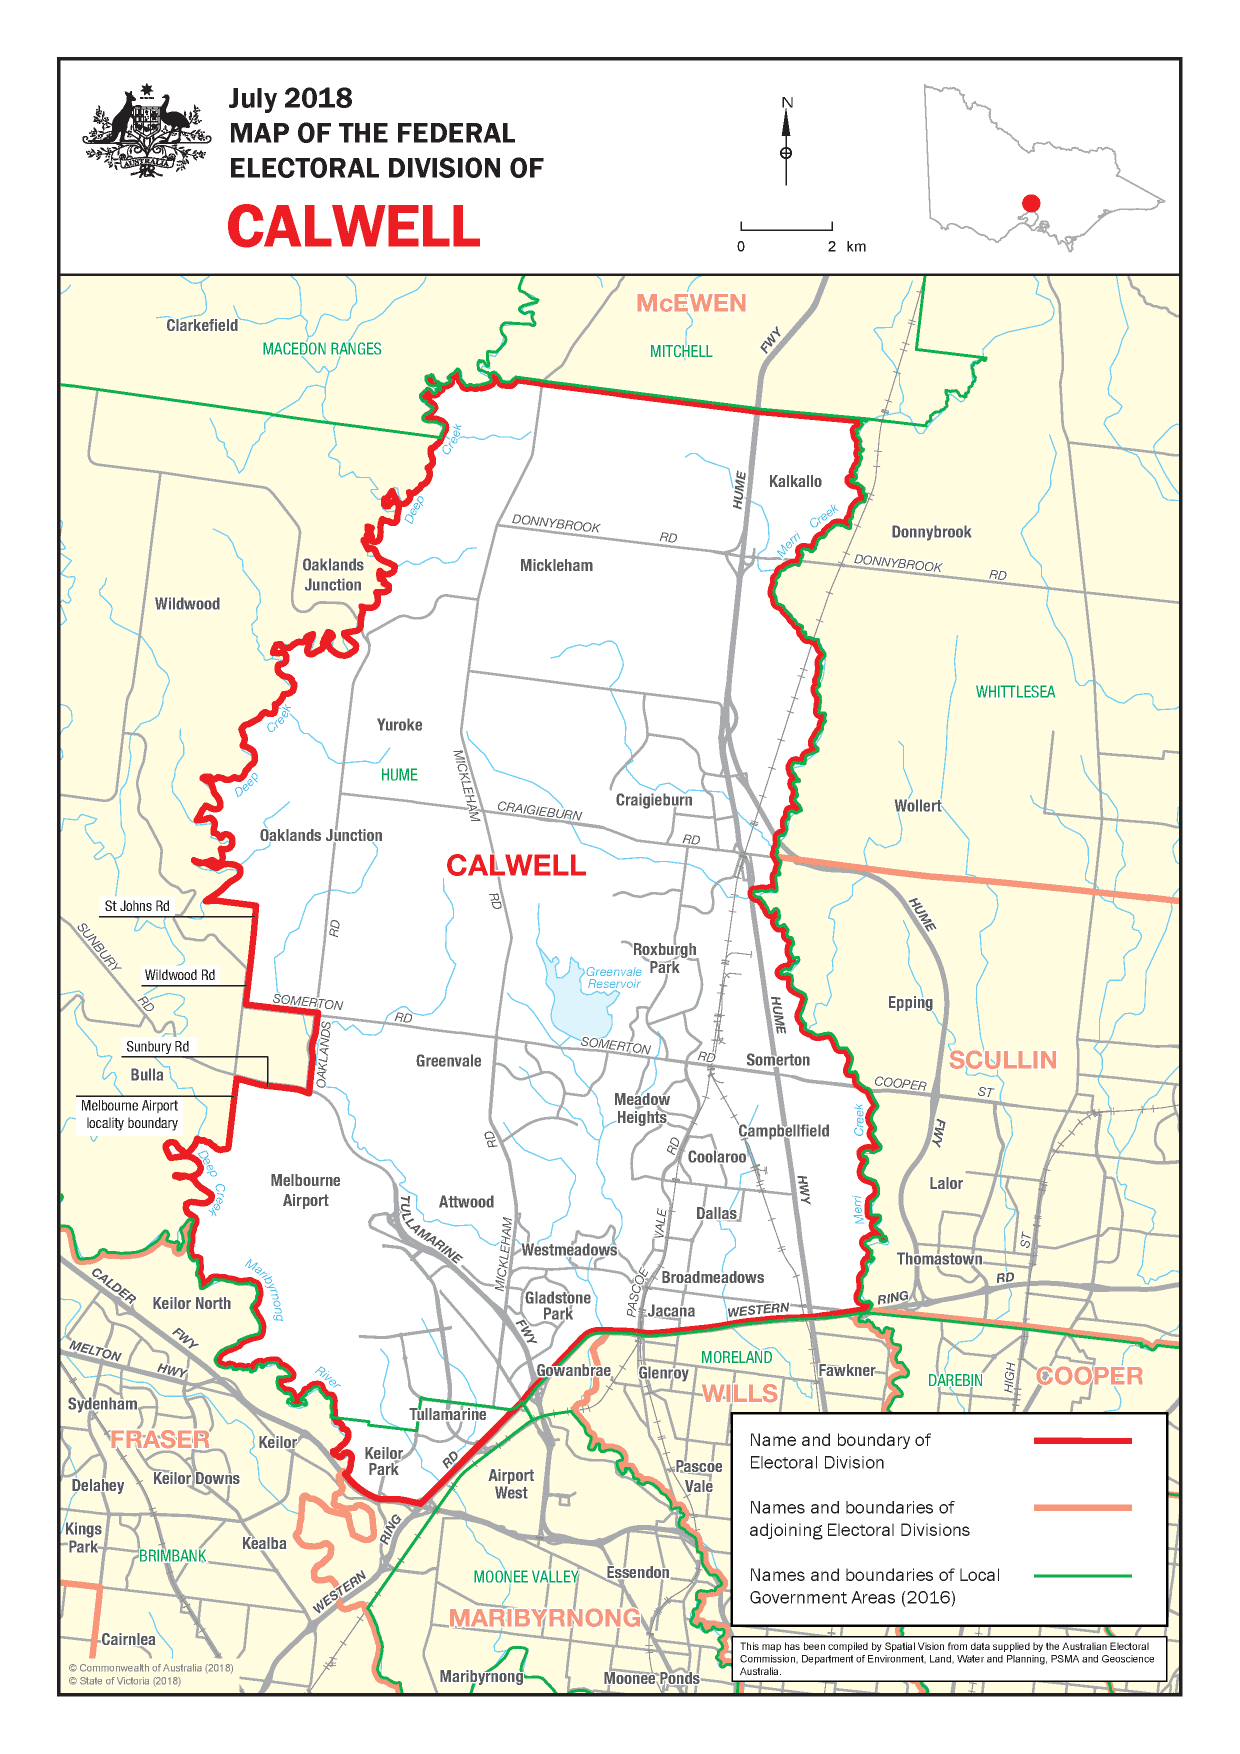 July 2018
MAP OF THE FEDERAL
ELECTORAL DIVISION OF
CALWELL
AUSTRALIA
N
0 2 km
McEWEN
Clarkefield
MACEDON RANGES
MITCHELL
FWY
Creek
Deep
HUME
Kalkallo
Merri Creek
DONNYBROOK RD
Donnybrook
DONNYBROOK RD
Oaklands
Junction
Mickleham
Wildwood
WHITTLESEA
Creek
Deep
Yuroke
HUME
MICKLEHAM
CRAIGIEBURN
RD
Craigieburn
Wollert
Oaklands Junction
CALWELL
RD
St Johns Rd
SUNBURY
RD
RD
HUME
Roxburgh
Park
Greenvale
Reservoir
Wildwood Rd
SOMERTON
RD
HUME
Epping
SOMERTON
RD
OAKLANDS
Sunbury Rd
Bulla
Greenvale
Somerton
SCULLIN
COOPER
ST
Melbourne Airport
locality boundary
Meadow
Heights
Creek
RD
RD
Campbellfield
FWY
Coolaroo
Deep Creek
Melbourne
Airport
HWY
Lalor
TULLAMARINE
Attwood
Merri
Dallas
VALE
ST
MICKLEHAM
Westmeadows
Thomastown
Maribyrnong
CALDER
Keilor North
Broadmeadows
RD
PASCOE
Gladstone
Park
Jacana
WESTERN
RING
FWY
FWY
MELTON
HWY
River
Gowanbrae
Glenroy
MORELAND
WILLS
Fawkner
DAREBIN
HIGH
COOPER
Sydenham
Tullamarine
FRASER
Keilor
Keilor
Park
RD
Delahey
Keilor Downs
Airport
West
Pascoe
Vale
Kings
Park
RING
BRIMBANK
Kealba
WESTERN
MOONEE VALLEY
Essendon
MARIBYRNONG
Cairnlea
Maribyrnong
Moonee Ponds
Name and boundary of
Electoral Division
Names and boundaries of
adjoining Electoral Divisions
Names and boundaries of Local
Government Areas (2016)
This map has been compiled by Spatial Vision from data supplied by the Australian Electoral
Commission, Department of Environment, Land, Water and Planning, PSMA and Geoscience
Australia.
© Commonwealth of Australia (2018)
© State of Victoria (2018)